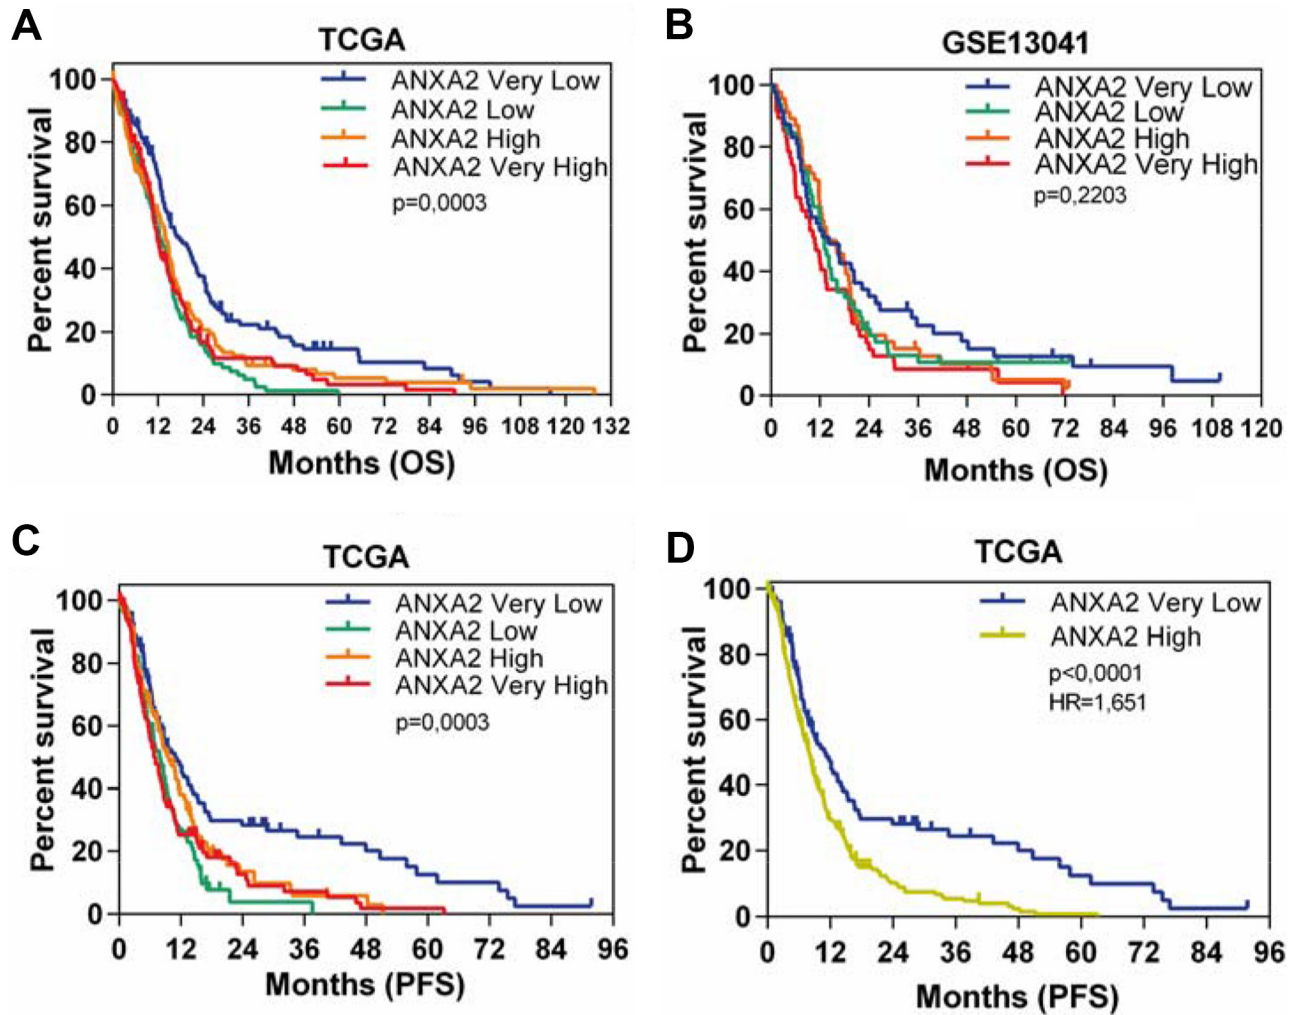 A
TCGA
ANXA2 Very Low
ANXA2 Low
ANXA2 High
ANXA2 Very High
p=0,0003
Percent survival
100
80
60
40
20
0
0 12 24 36 48 60 72 84 96 108 120 132
Months (OS)
B
GSE13041
ANXA2 Very Low
ANXA2 Low
ANXA2 High
ANXA2 Very High
p=0,2203
Percent survival
100
80
60
40
20
0
0 12 24 36 48 60 72 84 96 108 120
Months (OS)
C
TCGA
ANXA2 Very Low
ANXA2 Low
ANXA2 High
ANXA2 Very High
p=0,0003
Percent survival
100
80
60
40
20
0
0 12 24 36 48 60 72 84 96
Months (PFS)
D
TCGA
ANXA2 Very Low
ANXA2 High
p<0,0001
HR=1,651
Percent survival
100
80
60
40
20
0
0 12 24 36 48 60 72 84 96
Months (PFS)